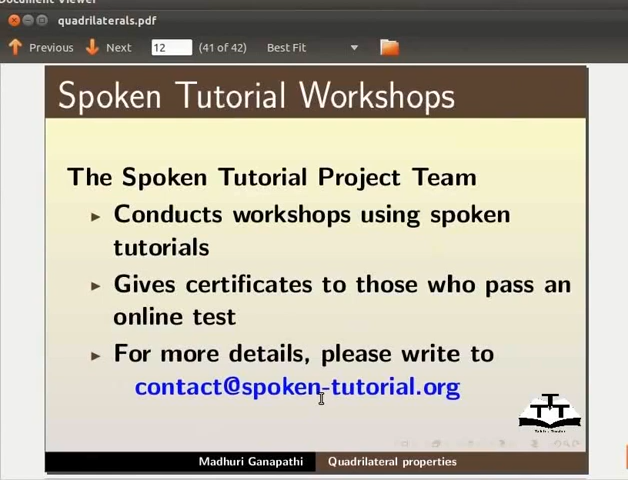 Document Viewer
quadrilaterals.pdf
Previous Next 12 (41 of 42) Best Fit
Spoken Tutorial Workshops
The Spoken Tutorial Project Team
Conducts workshops using spoken
tutorials
Gives certificates to those who pass an
online test
For more details, please write to
contact@spoken-tutorial.org
Madhuri Ganapathi Quadrilateral properties